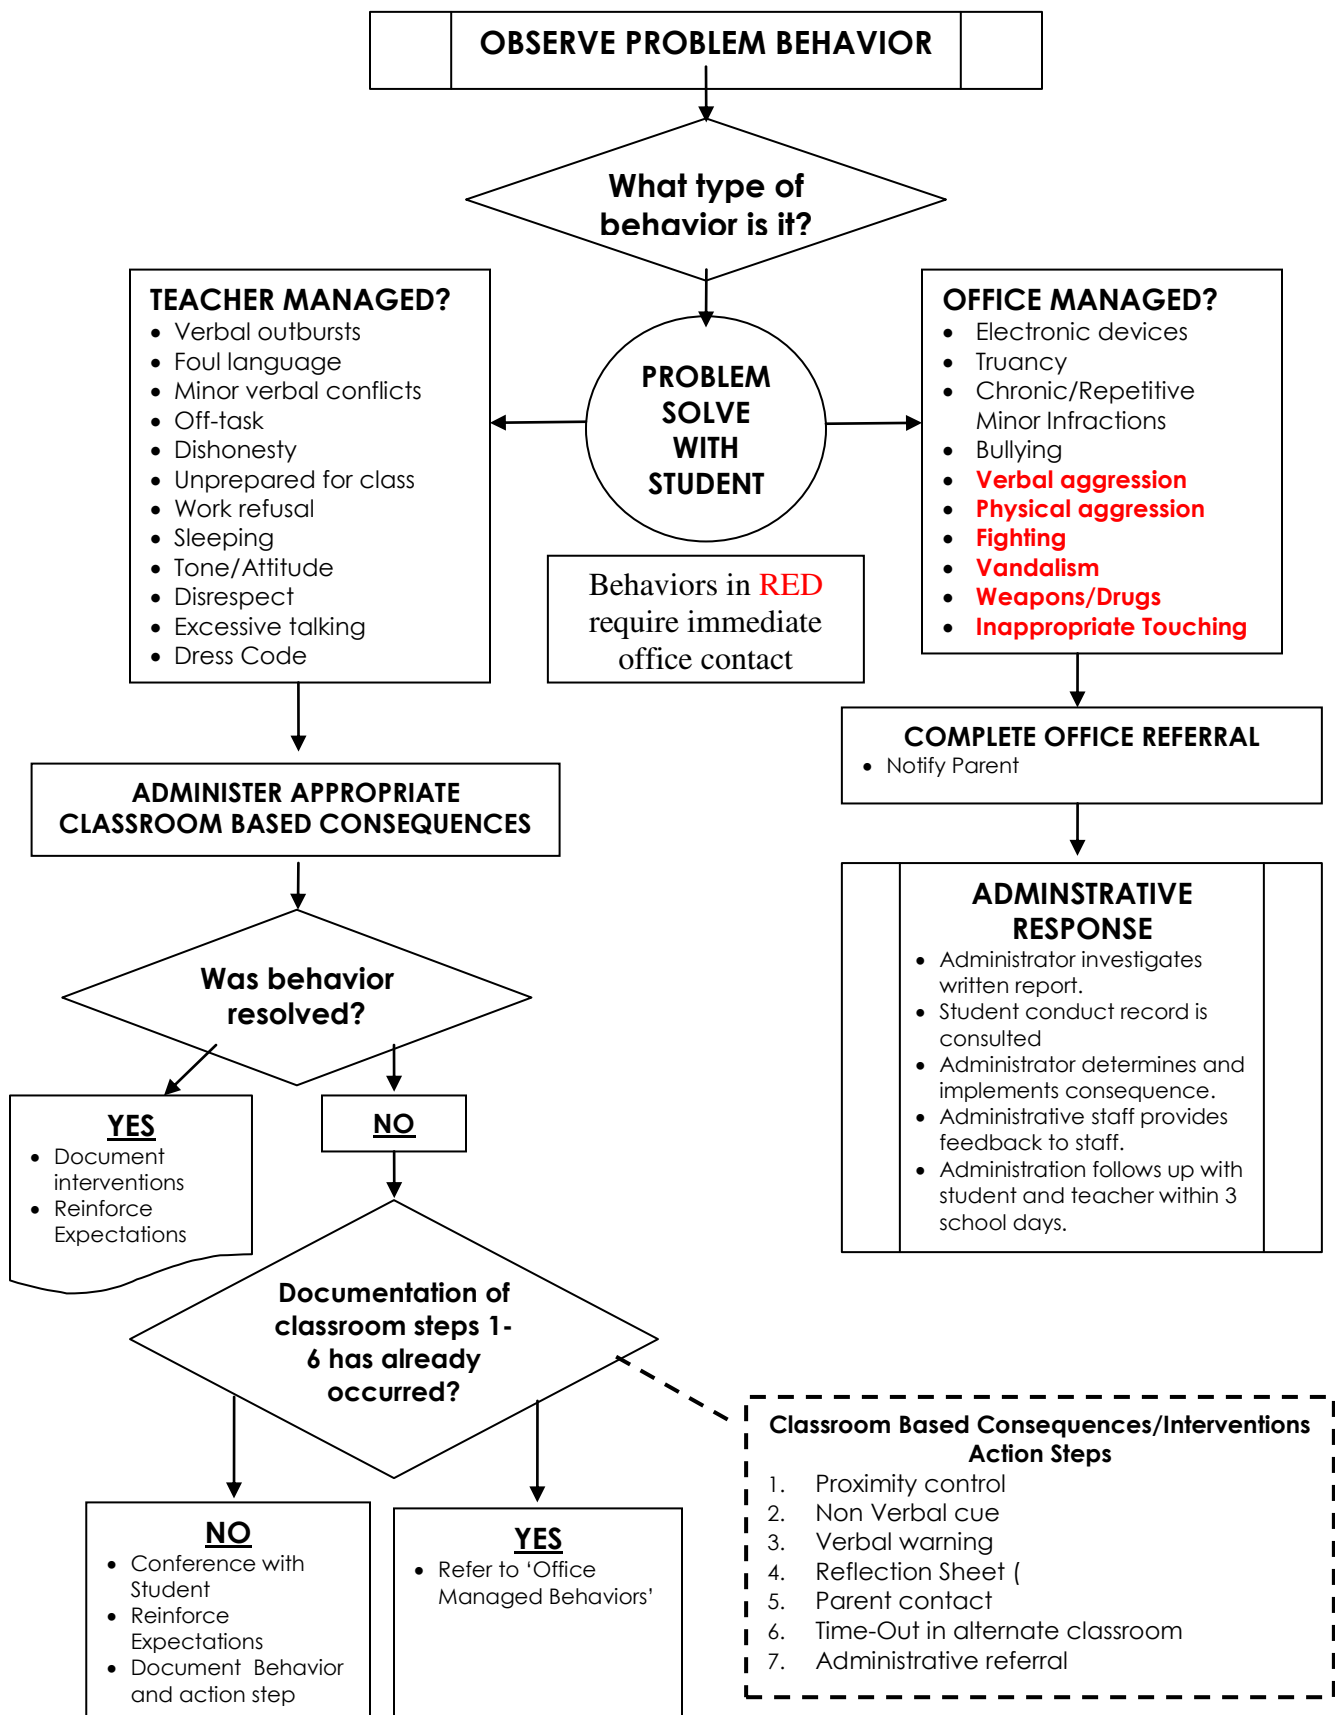 OBSERVE PROBLEM BEHAVIOR
What type of
behavior is it?
TEACHER MANAGED?
• Verbal outbursts
• Foul language
• Minor verbal conflicts
• Off-task
• Dishonesty
• Unprepared for class
• Work refusal
• Sleeping
• Tone/Attitude
• Disrespect
• Excessive talking
• Dress Code
PROBLEM
SOLVE
WITH
STUDENT
OFFICE MANAGED?
• Electronic devices
• Truancy
• Chronic/Repetitive
Minor Infractions
• Bullying
• Verbal aggression
• Physical aggression
• Fighting
• Vandalism
• Weapons/Drugs
• Inappropriate Touching
Behaviors in RED
require immediate
office contact
COMPLETE OFFICE REFERRAL
• Notify Parent
ADMINISTER APPROPRIATE
CLASSROOM BASED CONSEQUENCES
ADMINSTRATIVE
RESPONSE
• Administrator investigates
written report.
• Student conduct record is
consulted
• Administrator determines and
implements consequence.
• Administrative staff provides
feedback to staff.
• Administration follows up with
student and teacher within 3
school days.
Was behavior
resolved?
YES
• Document
interventions
• Reinforce
Expectations
NO
Documentation of
classroom steps 1-
6 has already
occurred?
NO
• Conference with
Student
• Reinforce
Expectations
• Document Behavior
and action step
YES
• Refer to ‘Office
Managed Behaviors’
Classroom Based Consequences/Interventions
Action Steps
1. Proximity control
2. Non Verbal cue
3. Verbal warning
4. Reflection Sheet (
5. Parent contact
6. Time-Out in alternate classroom
7. Administrative referral